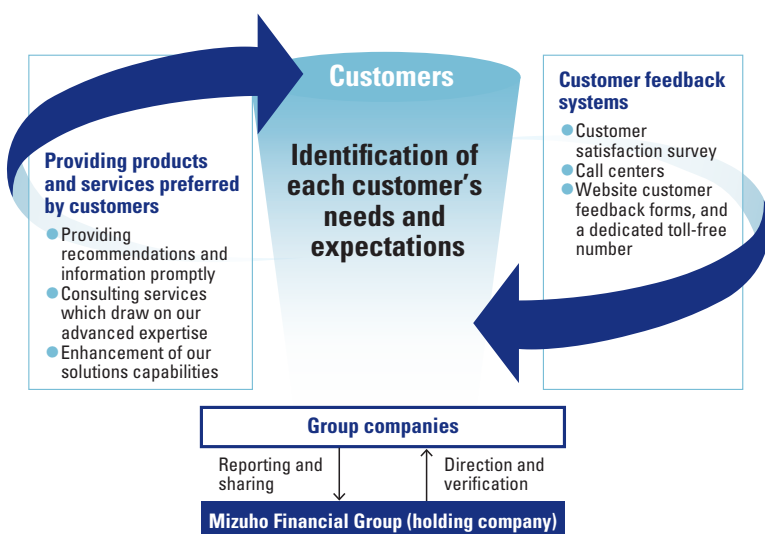 Customers
Identification of
each customer's
needs and
expectations
Providing products
and services preferred
by customers
● Providing
recommendations and
information promptly
● Consulting services
which draw on our
advanced expertise
● Enhancement of our
solutions capabilities
Customer feedback
systems
● Customer
satisfaction survey
● Call centers
● Website customer
feedback forms, and
a dedicated toll-free
number
Group companies
Reporting and
sharing
Direction and
verification
Mizuho Financial Group (holding company)